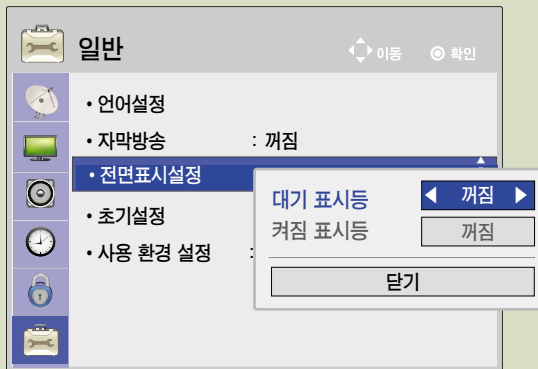 일반
이동 확인
• 언어설정
• 자막방송 : 꺼짐
• 전면표시설정
대기 표시등 ◀ 꺼짐 ▶
켜짐 표시등 꺼짐
• 초기설정
• 사용 환경 설정 :
닫기